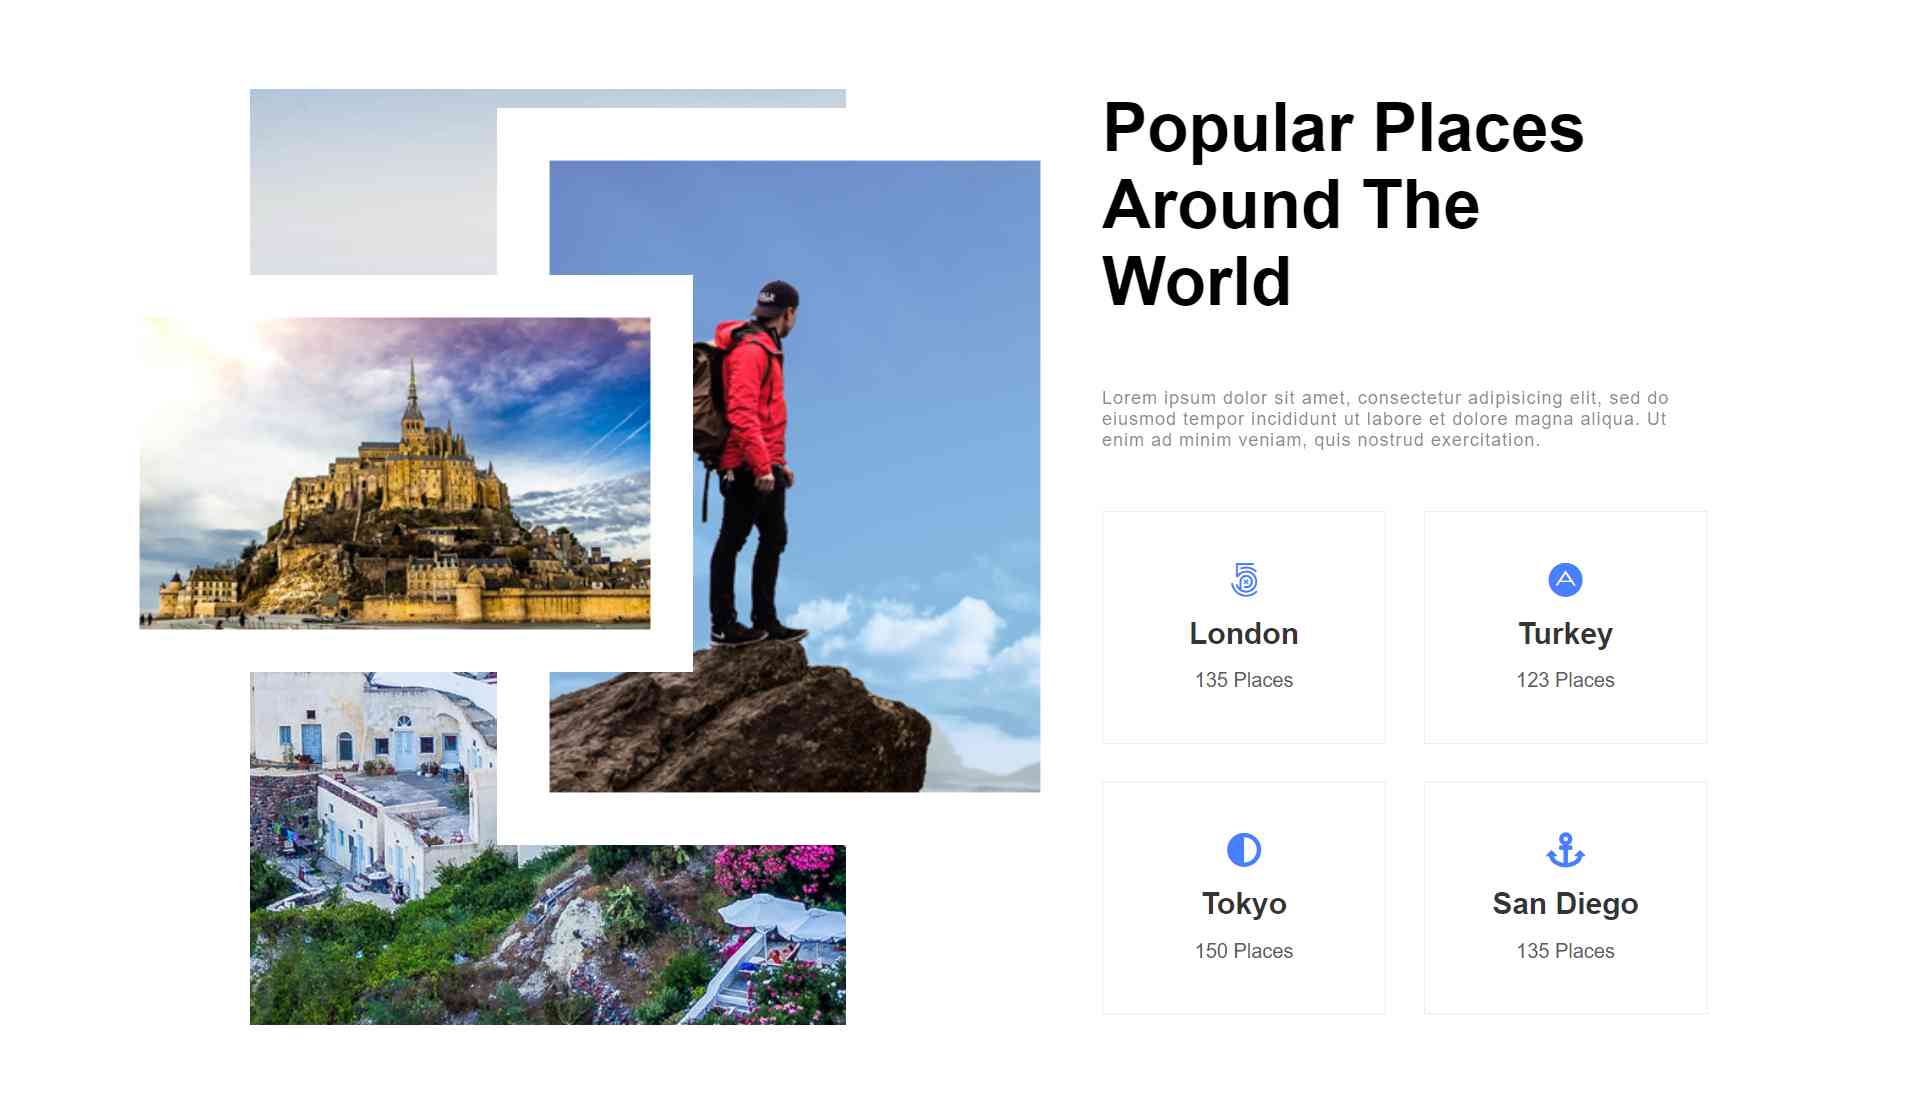 Popular Places
Around The
World
Lorem ipsum dolor sit amet, consectetur adipisicing elit, sed do
eiusmod tempor incididunt ut labore et dolore magna aliqua. Ut
enim ad minim veniam, quis nostrud exercitation.
London
135 Places
Turkey
123 Places
Tokyo
150 Places
San Diego
135 Places